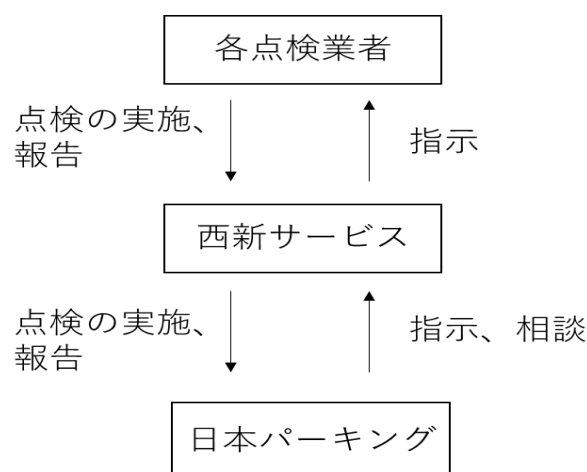 各点検業者
点検の実施、
報告
指示
西新サービス
点検の実施、
報告
指示、相談
日本パーキング